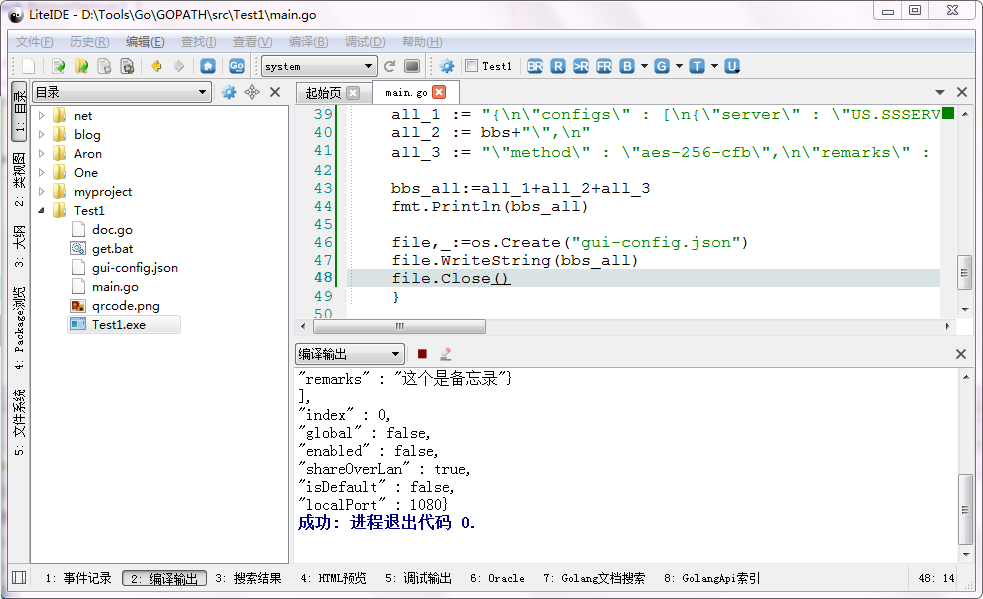 LiteIDE - D:\Tools\Go\GOPATH\src\Test1\main.go
文件(F) 历史(R) 编辑(E) 查找(I) 查看(V) 编译(B) 调试(D) 帮助(H)
Go system Test1 BR R >R FR B G T U
1: 目录
2: 类视图
3: 大纲
4: Package浏览
5: 文件系统
目录
net
blog
Aron
One
myproject
Test1
doc.go
get.bat
gui-config.json
main.go
qrcode.png
Test1.exe
起始页 main.go
39 all_1 := "{\n\"configs\" : [\n{\"server\" : \"US.SSSERV
40 all_2 := bbs+"\",\n"
41 all_3 := "\"method\" : \"aes-256-cfb\",\n\"remarks\" :
42
43 bbs_all:=all_1+all_2+all_3
44 fmt.Println(bbs_all)
45
46 file,_:=os.Create("gui-config.json")
47 file.WriteString(bbs_all)
48 file.Close()
49 }
50
编译输出
"remarks" : "这个是备忘录"}
],
"index" : 0,
"global" : false,
"enabled" : false,
"shareOverLan" : true,
"isDefault" : false,
"localPort" : 1080}
成功: 进程退出代码 0.
1: 事件记录 2: 编译输出 3: 搜索结果 4: HTML预览 5: 调试输出 6: Oracle 7: Golang文档搜索 8: GolangApi索引 48: 14